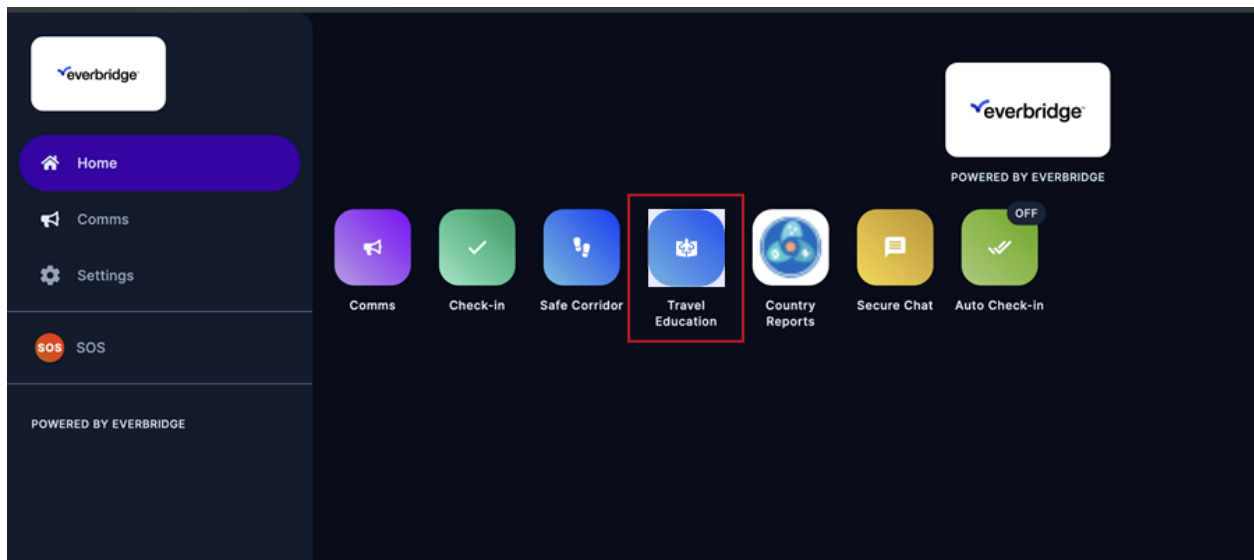 everbridge
Home
Comms
Settings
SOS
SOS
POWERED BY EVERBRIDGE
everbridge
POWERED BY EVERBRIDGE
OFF
Comms
Check-in
Safe Corridor
Travel
Education
Country
Reports
Secure Chat
Auto Check-in